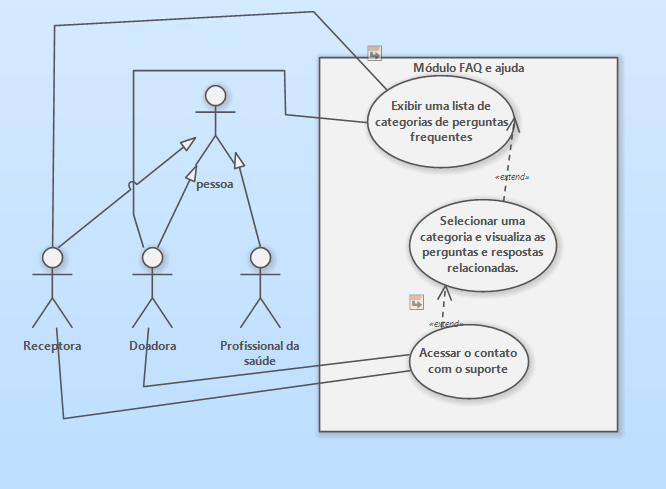 Módulo FAQ e ajuda
Exibir uma lista de
categorias de perguntas
frequentes
pessoa
«extend»
Selecionar uma
categoria e visualiza as
perguntas e respostas
relacionadas.
«extend»
Receptora
Doadora
Profissional da
saúde
Acessar o contato
com o suporte